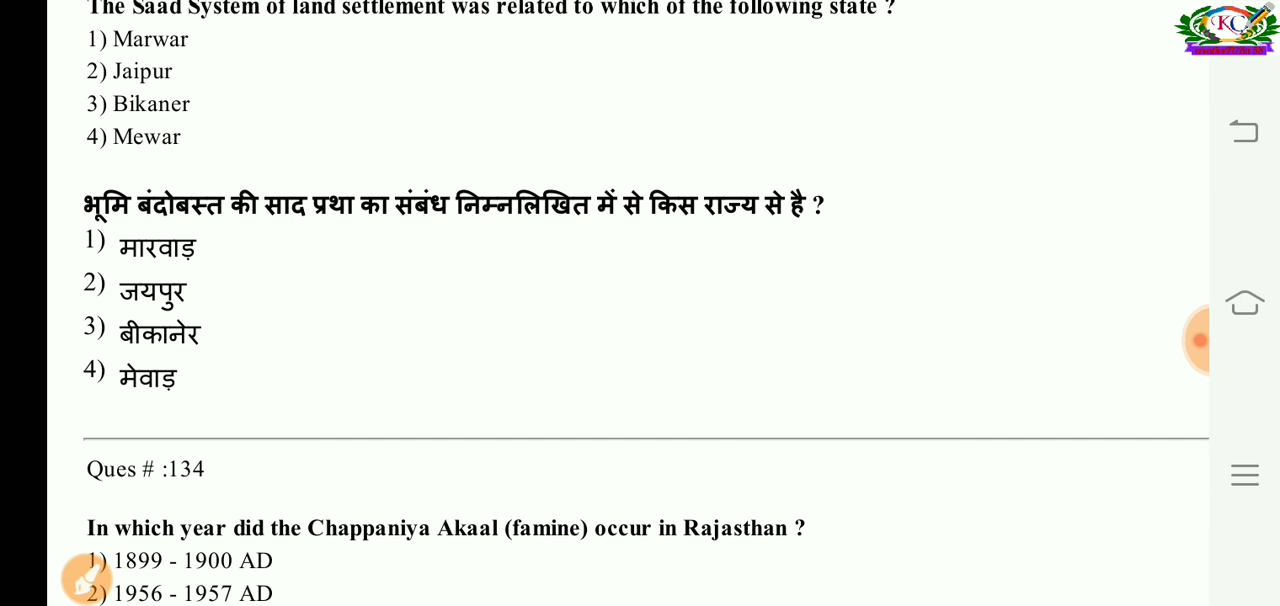 The Saad System of land settlement was related to which of the following state ?
1) Marwar
2) Jaipur
3) Bikaner
4) Mewar
भूमि बंदोबस्त की साद प्रथा का संबंध निम्नलिखित में से किस राज्य से है ?
1) मारवाड़
2) जयपुर
3) बीकानेर
4) मेवाड़
Ques # :134
In which year did the Chappaniya Akaal (famine) occur in Rajasthan ?
1) 1899 - 1900 AD
2) 1956 - 1957 AD
KC